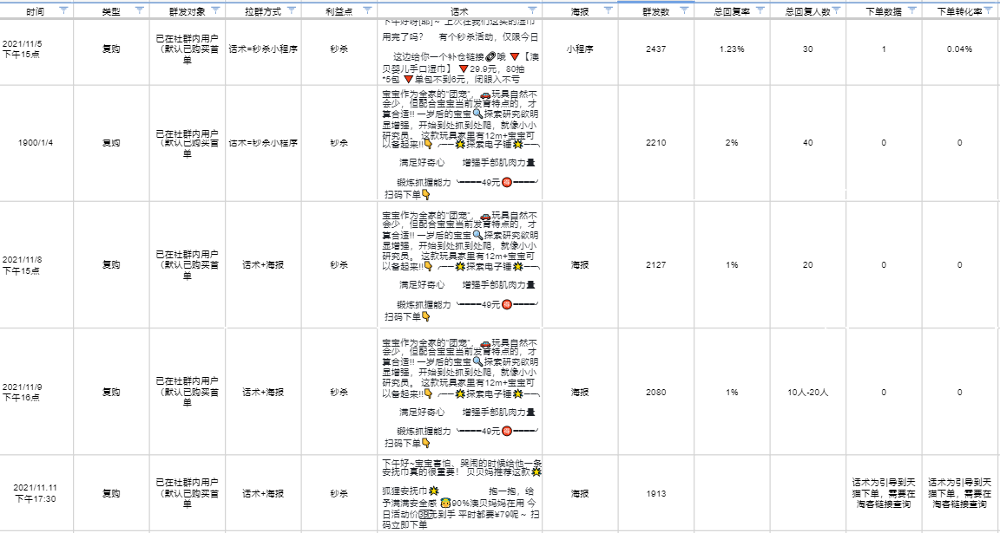 时间 类型 群发对象 拉群方式 利益点 话术 海报 群发数 总回复率 总回复人数 下单数据 下单转化率
2021/11/5
下午15点
复购
已在社群内用户
（默认已购买首
单
话术=秒杀小程序
秒杀
下午好呀[耶]~ 上次在我们这买的湿巾
用完了吗？ 有个秒杀活动，仅限今日
这边给你一个补仓链接🔗哦 🔻【澳
贝婴儿手口湿巾】 🔻29.9元，80抽
*5包 🔻单包不到6元，闭眼入不亏
小程序
2437
1.23%
30
1
0.04%
1900/1/4
复购
已在社群内用户
（默认已购买首
单
话术=秒杀小程序
秒杀
宝宝作为全家的“团宠”，🚗玩具自然不
会少，但配合宝宝当前发育特点的，才
算合适!! 一岁后的宝宝🔍探索研究欲明
显增强，开始到处抓到处爬，就像小小
研究员。 这款玩具家里有12m+宝宝可
以备起来!!👇 ╭──💥探索电子锤💥──╮
满足好奇心 增强手部肌肉力量
锻炼抓握能力 ╰────49元🉐────╯
扫码下单👇
海报
2210
2%
40
0
0
2021/11/8
下午15点
复购
已在社群内用户
（默认已购买首
单
话术+海报
秒杀
宝宝作为全家的“团宠”，🚗玩具自然不
会少，但配合宝宝当前发育特点的，才
算合适!! 一岁后的宝宝🔍探索研究欲明
显增强，开始到处抓到处爬，就像小小
研究员。 这款玩具家里有12m+宝宝可
以备起来!!👇 ╭──💥探索电子锤💥──╮
满足好奇心 增强手部肌肉力量
锻炼抓握能力 ╰────49元🉐────╯
扫码下单👇
海报
2127
1%
20
0
0
2021/11/9
下午16点
复购
已在社群内用户
（默认已购买首
单
话术+海报
秒杀
宝宝作为全家的“团宠”，🚗玩具自然不
会少，但配合宝宝当前发育特点的，才
算合适!! 一岁后的宝宝🔍探索研究欲明
显增强，开始到处抓到处爬，就像小小
研究员。 这款玩具家里有12m+宝宝可
以备起来!!👇 ╭──💥探索电子锤💥──╮
满足好奇心 增强手部肌肉力量
锻炼抓握能力 ╰────49元🉐────╯
扫码下单👇
海报
2080
1%
10人-20人
0
0
2021/11.11
下午17:30
复购
已在社群内用户
（默认已购买首
单
话术+海报
秒杀
下午好~宝宝害怕、哭闹的时候给他一条
安抚巾真的很重要！ 贝贝妈推荐这款💥
狐狸安抚巾💥 抱一抱，给
予满满安全感 👶90%澳贝妈妈在用 今
日活动价39元到手 平时都要¥79呢~ 扫
码立即下单
海报
1913
话术为引导到天
猫下单，需要在
淘客链接查询
话术为引导到天
猫下单，需要在
淘客链接查询